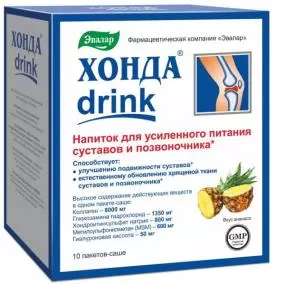 Эвалар
Фармацевтическая компания «Эвалар»
ХОНДА®
drink
Напиток для усиленного питания
суставов и позвоночника*
Способствует:
• улучшению подвижности суставов*
• естественному обновлению хрящевой ткани
суставов и позвоночника*
Высокое содержание действующих веществ
в одном пакете-саше:
Коллаген – 8000 мг
Глюкозамина гидрохлорид – 1350 мг
Хондроитинсульфат натрия – 800 мг
Метилсульфонилметан (MSM) – 600 мг
Гиалуроновая кислота – 50 мг
Вкус ананаса
GMP
10 пакетов-саше